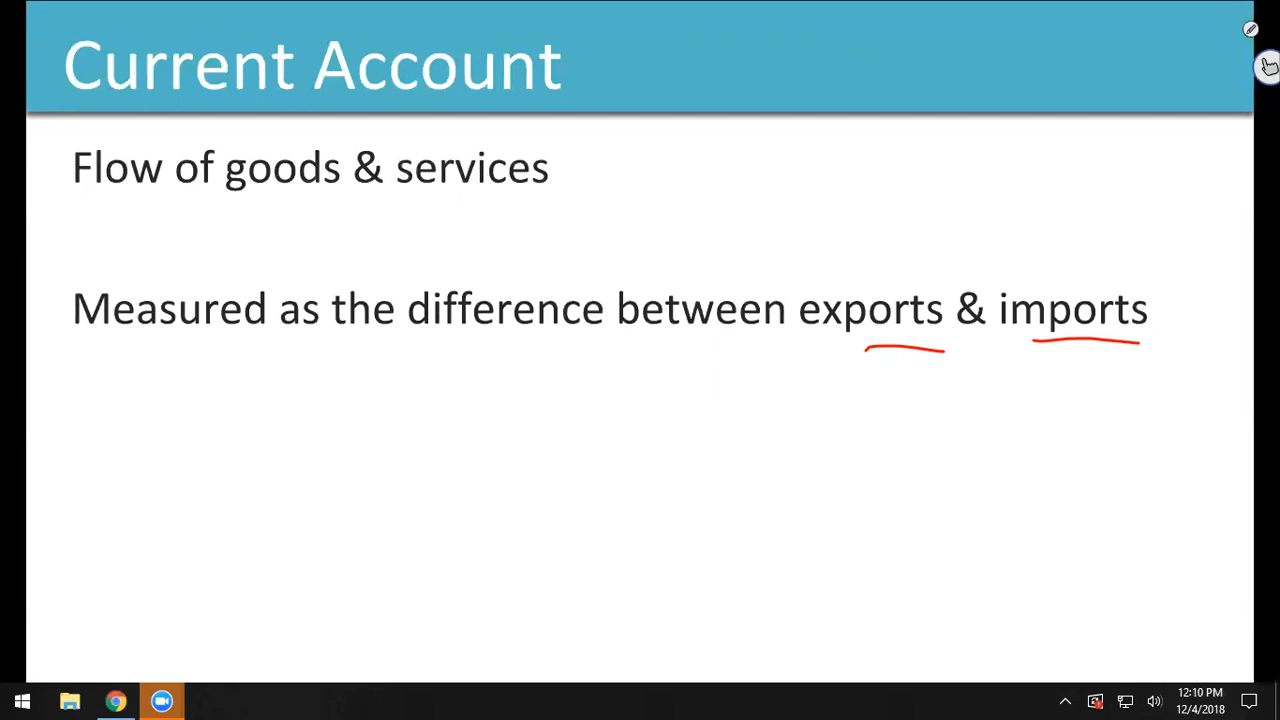 Current Account
Flow of goods & services
Measured as the difference between exports & imports
12:10 PM
12/4/2018